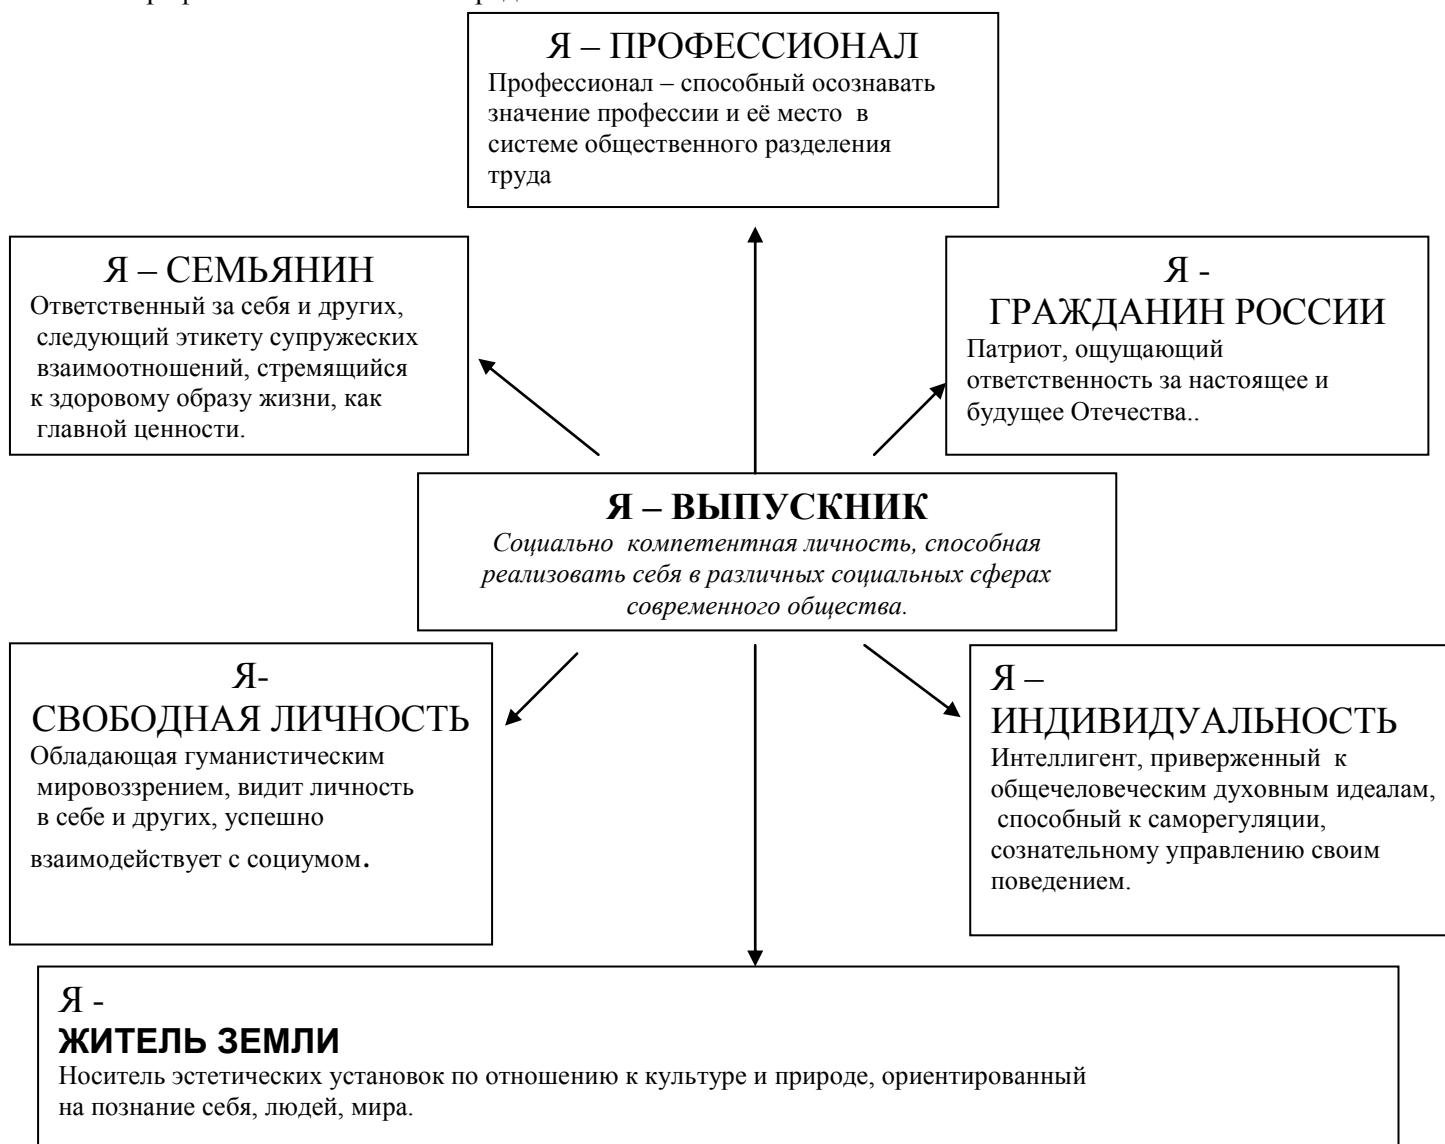 Я – ПРОФЕССИОНАЛ
Профессионал – способный осознавать
значение профессии и её место в
системе общественного разделения
труда
Я – СЕМЬЯНИН
Ответственный за себя и других,
следующий этикету супружеских
взаимоотношений, стремящийся
к здоровому образу жизни, как
главной ценности.
Я -
ГРАЖДАНИН РОССИИ
Патриот, ощущающий
ответственность за настоящее и
будущее Отечества..
Я – ВЫПУСКНИК
Социально компетентная личность, способная
реализовать себя в различных социальных сферах
современного общества.
Я-
СВОБОДНАЯ ЛИЧНОСТЬ
Обладающая гуманистическим
мировоззрением, видит личность
в себе и других, успешно
взаимодействует с социумом.
Я –
ИНДИВИДУАЛЬНОСТЬ
Интеллигент, приверженный к
общечеловеческим духовным идеалам,
способный к саморегуляции,
сознательному управлению своим
поведением.
Я -
ЖИТЕЛЬ ЗЕМЛИ
Носитель эстетических установок по отношению к культуре и природе, ориентированный
на познание себя, людей, мира.